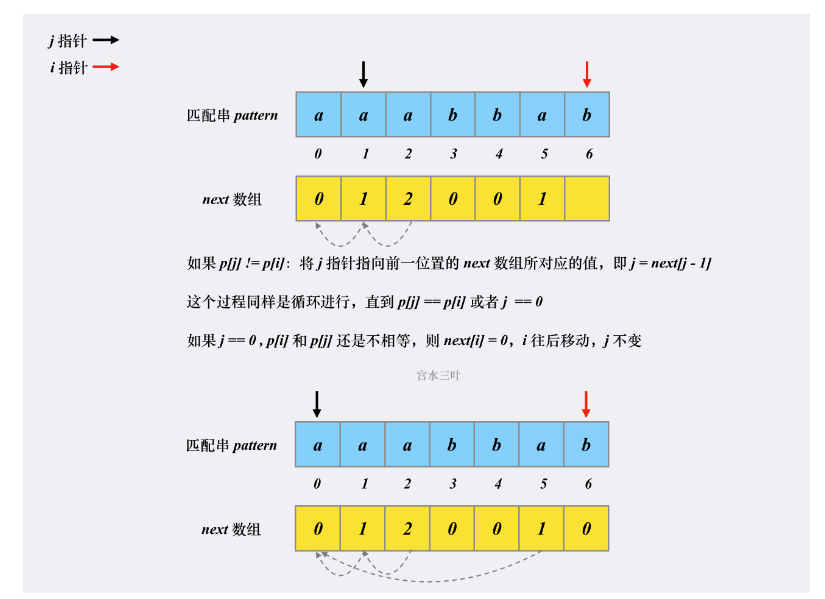 j 指针
i 指针
匹配串 pattern a a a b b a b
0 1 2 3 4 5 6
next 数组 0 1 2 0 0 1
如果 p[j] != p[i]：将 j 指针指向前一位置的 next 数组所对应的值，即 j = next[j - 1]
这个过程同样是循环进行，直到 p[j] == p[i] 或者 j == 0
如果 j == 0 , p[i] 和 p[j] 还是不相等，则 next[i] = 0，i 往后移动，j 不变
宫水三叶
匹配串 pattern a a a b b a b
0 1 2 3 4 5 6
next 数组 0 1 2 0 0 1 0